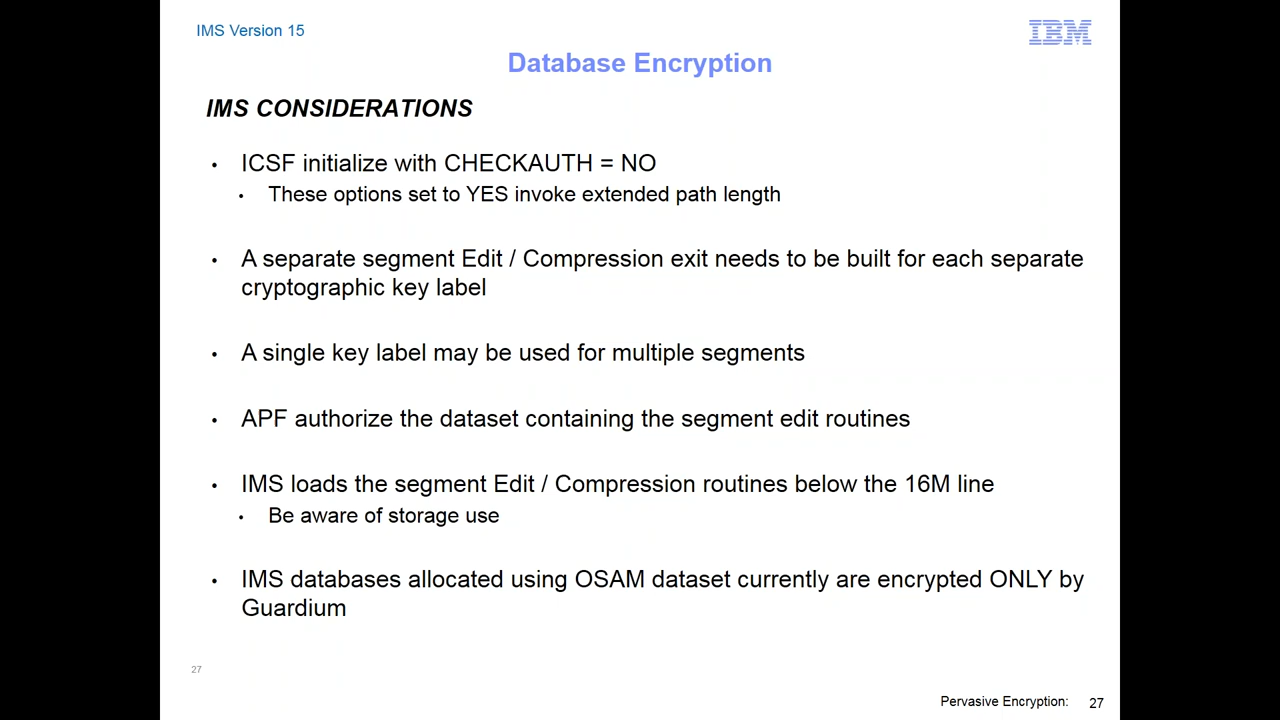 IMS Version 15
IBM
Database Encryption
IMS CONSIDERATIONS
• ICSF initialize with CHECKAUTH = NO
• These options set to YES invoke extended path length
• A separate segment Edit / Compression exit needs to be built for each separate
cryptographic key label
• A single key label may be used for multiple segments
• APF authorize the dataset containing the segment edit routines
• IMS loads the segment Edit / Compression routines below the 16M line
• Be aware of storage use
• IMS databases allocated using OSAM dataset currently are encrypted ONLY by
Guardium
27
Pervasive Encryption: 27